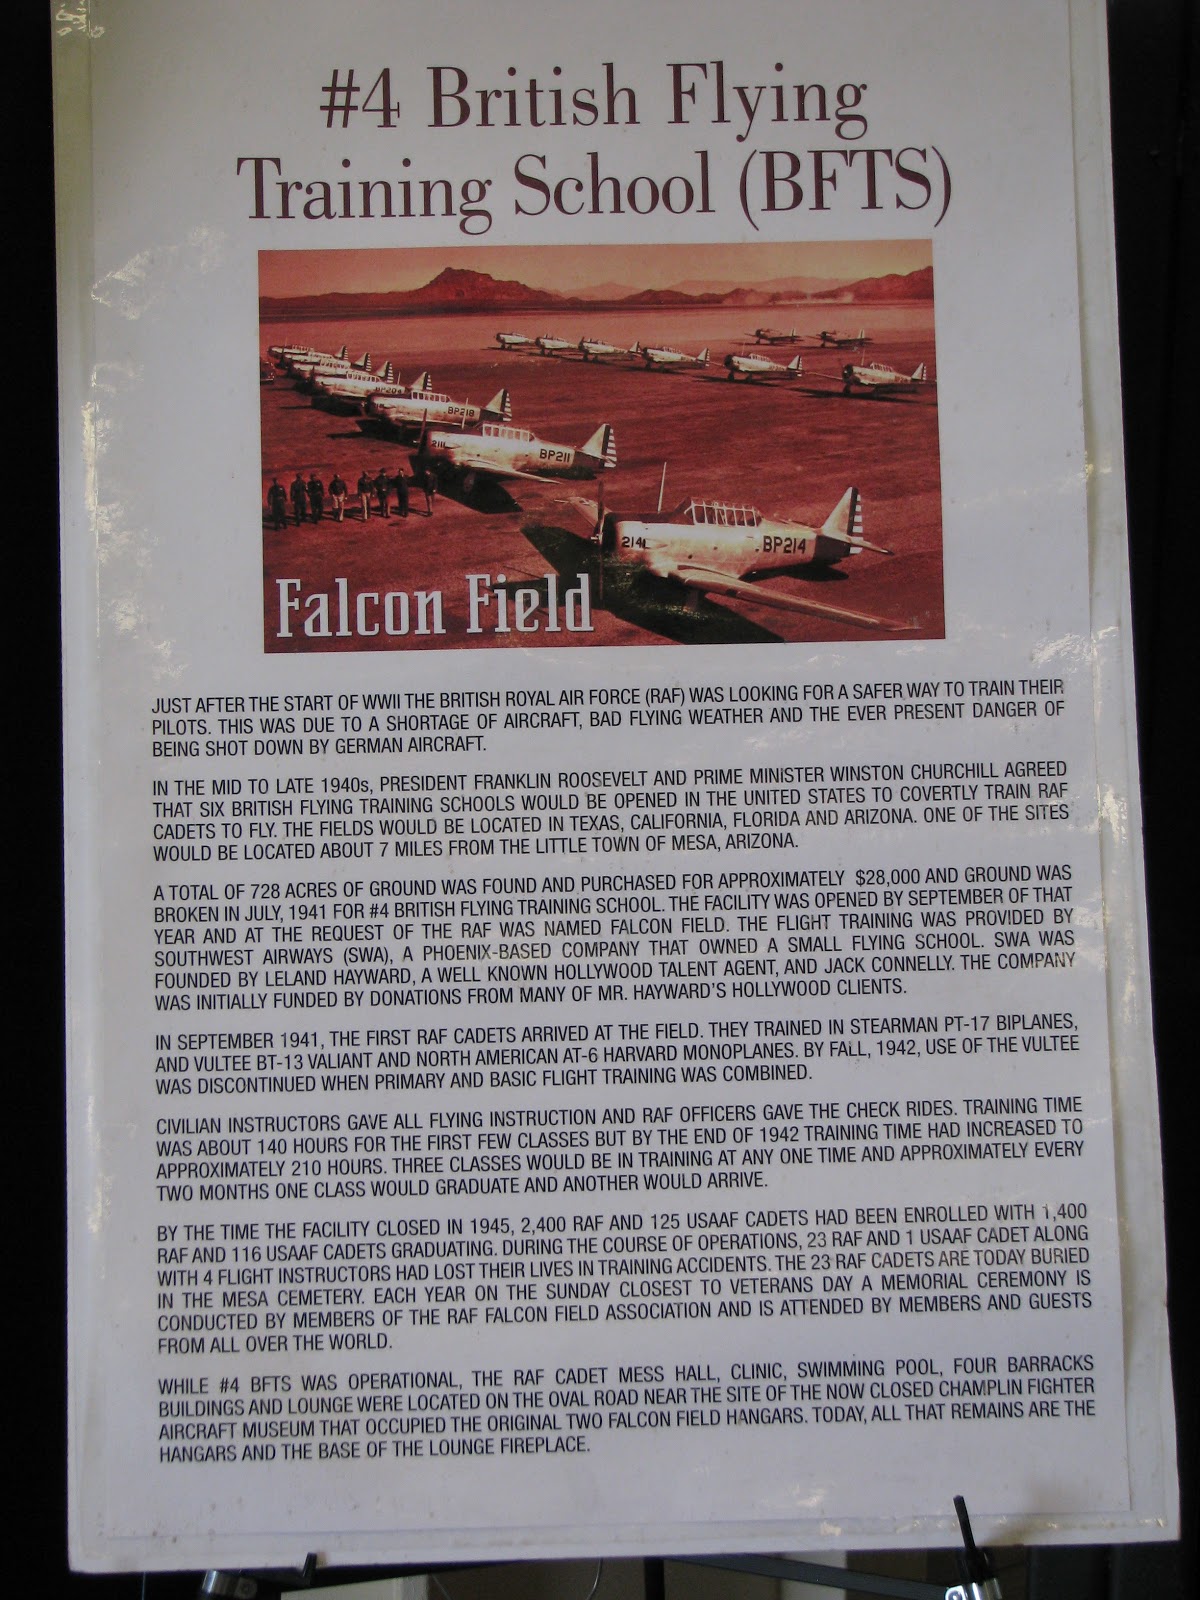 #4 British Flying
Training School (BFTS)
BP218
211
BP211
214
BP214
Falcon Field
JUST AFTER THE START OF WWII THE BRITISH ROYAL AIR FORCE (RAF) WAS LOOKING FOR A SAFER WAY TO TRAIN THEIR
PILOTS. THIS WAS DUE TO A SHORTAGE OF AIRCRAFT, BAD FLYING WEATHER AND THE EVER PRESENT DANGER OF
BEING SHOT DOWN BY GERMAN AIRCRAFT.
IN THE MID TO LATE 1940s, PRESIDENT FRANKLIN ROOSEVELT AND PRIME MINISTER WINSTON CHURCHILL AGREED
THAT SIX BRITISH FLYING TRAINING SCHOOLS WOULD BE OPENED IN THE UNITED STATES TO COVERTLY TRAIN RAF
CADETS TO FLY. THE FIELDS WOULD BE LOCATED IN TEXAS, CALIFORNIA, FLORIDA AND ARIZONA. ONE OF THE SITES
WOULD BE LOCATED ABOUT 7 MILES FROM THE LITTLE TOWN OF MESA, ARIZONA.
A TOTAL OF 728 ACRES OF GROUND WAS FOUND AND PURCHASED FOR APPROXIMATELY $28,000 AND GROUND WAS
BROKEN IN JULY, 1941 FOR #4 BRITISH FLYING TRAINING SCHOOL. THE FACILITY WAS OPENED BY SEPTEMBER OF THAT
YEAR AND AT THE REQUEST OF THE RAF WAS NAMED FALCON FIELD. THE FLIGHT TRAINING WAS PROVIDED BY
SOUTHWEST AIRWAYS (SWA), A PHOENIX-BASED COMPANY THAT OWNED A SMALL FLYING SCHOOL. SWA WAS
FOUNDED BY LELAND HAYWARD, A WELL KNOWN HOLLYWOOD TALENT AGENT, AND JACK CONNELLY. THE COMPANY
WAS INITIALLY FUNDED BY DONATIONS FROM MANY OF MR. HAYWARD'S HOLLYWOOD CLIENTS.
IN SEPTEMBER 1941, THE FIRST RAF CADETS ARRIVED AT THE FIELD. THEY TRAINED IN STEARMAN PT-17 BIPLANES,
AND VULTEE BT-13 VALIANT AND NORTH AMERICAN AT-6 HARVARD MONOPLANES. BY FALL, 1942, USE OF THE VULTEE
WAS DISCONTINUED WHEN PRIMARY AND BASIC FLIGHT TRAINING WAS COMBINED.
CIVILIAN INSTRUCTORS GAVE ALL FLYING INSTRUCTION AND RAF OFFICERS GAVE THE CHECK RIDES. TRAINING TIME
WAS ABOUT 140 HOURS FOR THE FIRST FEW CLASSES BUT BY THE END OF 1942 TRAINING TIME HAD INCREASED TO
APPROXIMATELY 210 HOURS. THREE CLASSES WOULD BE IN TRAINING AT ANY ONE TIME AND APPROXIMATELY EVERY
TWO MONTHS ONE CLASS WOULD GRADUATE AND ANOTHER WOULD ARRIVE.
BY THE TIME THE FACILITY CLOSED IN 1945, 2,400 RAF AND 125 USAAF CADETS HAD BEEN ENROLLED WITH 1,400
RAF AND 116 USAAF CADETS GRADUATING. DURING THE COURSE OF OPERATIONS, 23 RAF AND 1 USAAF CADET ALONG
WITH 4 FLIGHT INSTRUCTORS HAD LOST THEIR LIVES IN TRAINING ACCIDENTS. THE 23 RAF CADETS ARE TODAY BURIED
IN THE MESA CEMETERY. EACH YEAR ON THE SUNDAY CLOSEST TO VETERANS DAY A MEMORIAL CEREMONY IS
CONDUCTED BY MEMBERS OF THE RAF FALCON FIELD ASSOCIATION AND IS ATTENDED BY MEMBERS AND GUESTS
FROM ALL OVER THE WORLD.
WHILE #4 BFTS WAS OPERATIONAL, THE RAF CADET MESS HALL, CLINIC, SWIMMING POOL, FOUR BARRACKS
BUILDINGS AND LOUNGE WERE LOCATED ON THE OVAL ROAD NEAR THE SITE OF THE NOW CLOSED CHAMPLIN FIGHTER
AIRCRAFT MUSEUM THAT OCCUPIED THE ORIGINAL TWO FALCON FIELD HANGARS. TODAY, ALL THAT REMAINS ARE THE
HANGARS AND THE BASE OF THE LOUNGE FIREPLACE.